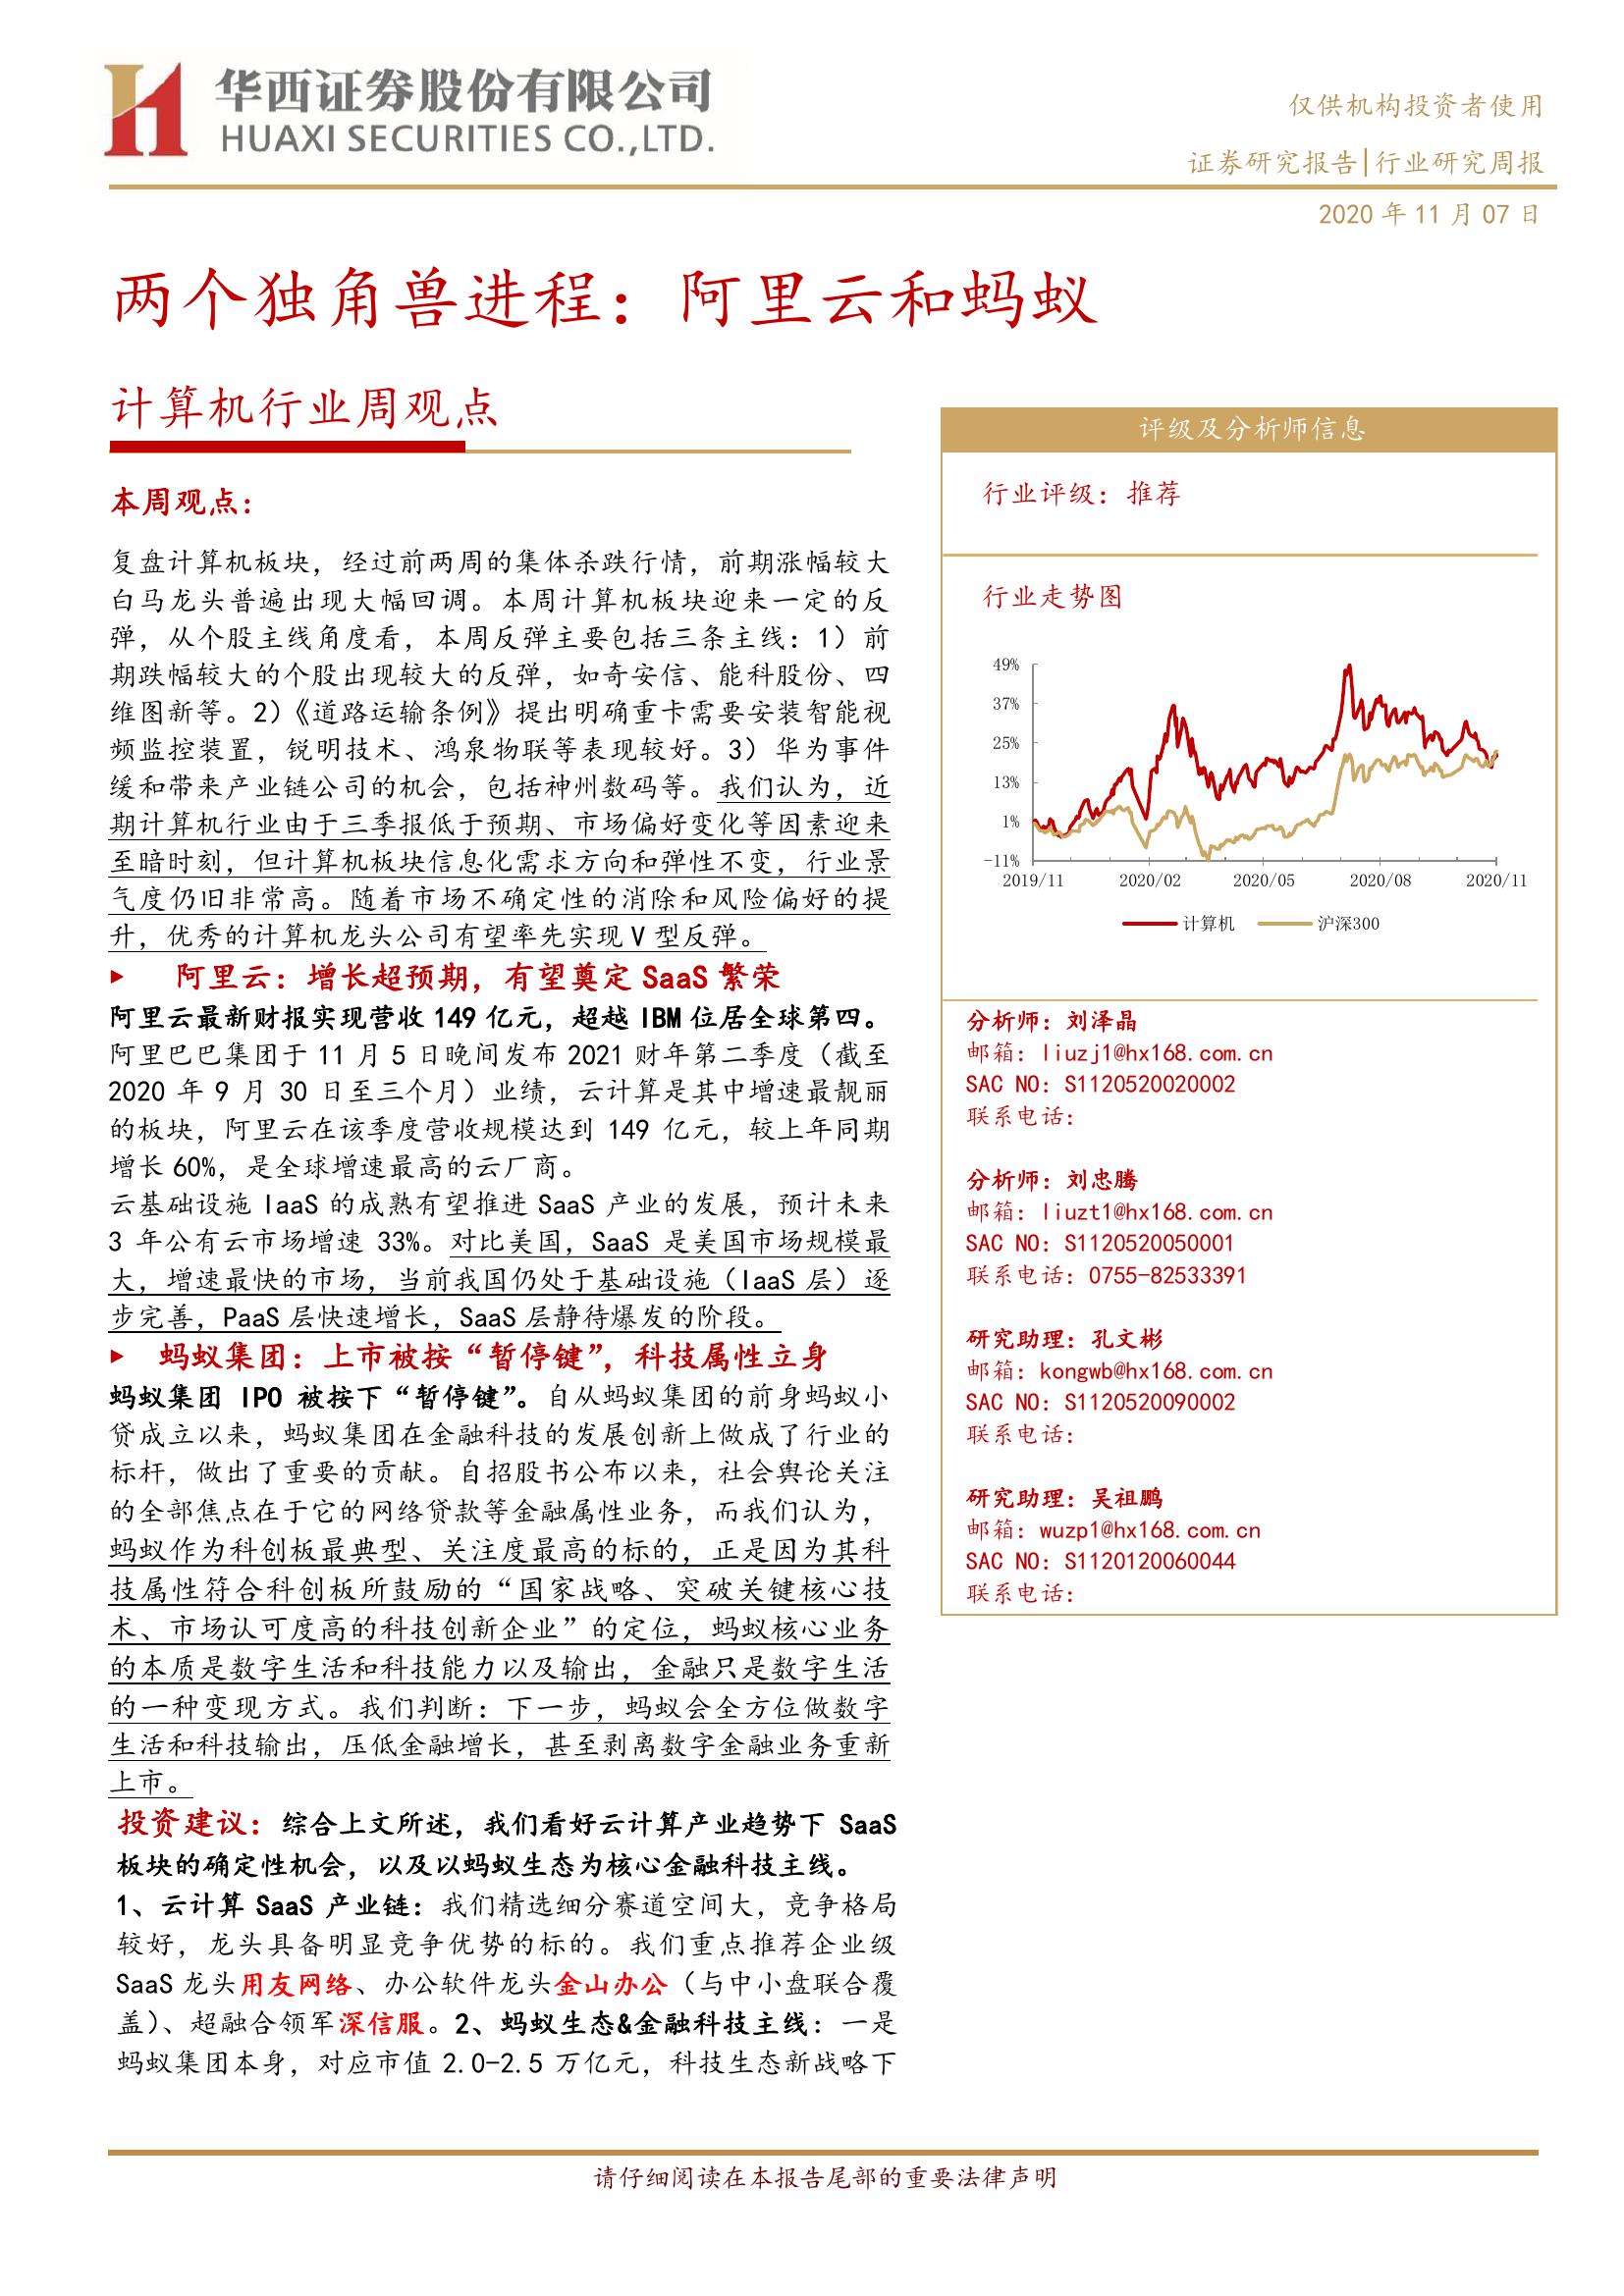 华西证券股份有限公司
HUAXI SECURITIES CO.,LTD.
仅供机构投资者使用
证券研究报告|行业研究周报
2020 年 11 月 07 日
两个独角兽进程：阿里云和蚂蚁
计算机行业周观点
本周观点：
复盘计算机板块，经过前两周的集体杀跌行情，前期涨幅较大
白马龙头普遍出现大幅回调。本周计算机板块迎来一定的反
弹，从个股主线角度看，本周反弹主要包括三条主线：1）前
期跌幅较大的个股出现较大的反弹，如奇安信、能科股份、四
维图新等。2）《道路运输条例》提出明确重卡需要安装智能视
频监控装置，锐明技术、鸿泉物联等表现较好。3）华为事件
缓和带来产业链公司的机会，包括神州数码等。我们认为，近
期计算机行业由于三季报低于预期、市场偏好变化等因素迎来
至暗时刻，但计算机板块信息化需求方向和弹性不变，行业景
气度仍旧非常高。随着市场不确定性的消除和风险偏好的提
升，优秀的计算机龙头公司有望率先实现 V 型反弹。
阿里云：增长超预期，有望奠定 SaaS 繁荣
阿里云最新财报实现营收 149 亿元，超越 IBM 位居全球第四。
阿里巴巴集团于 11 月 5 日晚间发布 2021 财年第二季度（截至
2020 年 9 月 30 日至三个月）业绩，云计算是其中增速最靓丽
的板块，阿里云在该季度营收规模达到 149 亿元，较上年同期
增长 60%，是全球增速最高的云厂商。
云基础设施 IaaS 的成熟有望推进 SaaS 产业的发展，预计未来
3 年公有云市场增速 33%。对比美国，SaaS 是美国市场规模最
大，增速最快的市场，当前我国仍处于基础设施（IaaS 层）逐
步完善，PaaS 层快速增长，SaaS 层静待爆发的阶段。
蚂蚁集团：上市被按“暂停键”，科技属性立身
蚂蚁集团 IPO 被按下“暂停键”。自从蚂蚁集团的前身蚂蚁小
贷成立以来，蚂蚁集团在金融科技的发展创新上做成了行业的
标杆，做出了重要的贡献。自招股书公布以来，社会舆论关注
的全部焦点在于它的网络贷款等金融属性业务，而我们认为，
蚂蚁作为科创板最典型、关注度最高的标的，正是因为其科
技属性符合科创板所鼓励的“国家战略、突破关键核心技
术、市场认可度高的科技创新企业”的定位，蚂蚁核心业务
的本质是数字生活和科技能力以及输出，金融只是数字生活
的一种变现方式。我们判断：下一步，蚂蚁会全方位做数字
生活和科技输出，压低金融增长，甚至剥离数字金融业务重新
上市。
投资建议：综合上文所述，我们看好云计算产业趋势下 SaaS
板块的确定性机会，以及以蚂蚁生态为核心金融科技主线。
1、云计算 SaaS 产业链：我们精选细分赛道空间大，竞争格局
较好，龙头具备明显竞争优势的标的。我们重点推荐企业级
SaaS 龙头用友网络、办公软件龙头金山办公（与中小盘联合覆
盖）、超融合领军深信服。2、蚂蚁生态&金融科技主线：一是
蚂蚁集团本身，对应市值 2.0-2.5 万亿元，科技生态新战略下
评级及分析师信息
行业评级：推荐
行业走势图
49%
37%
25%
13%
1%
-11%
2019/11 2020/02 2020/05 2020/08 2020/11
计算机 沪深300
分析师：刘泽晶
邮箱：liuzj1@hx168.com.cn
SAC NO：S1120520020002
联系电话：
分析师：刘忠腾
邮箱：liuzt1@hx168.com.cn
SAC NO：S1120520050001
联系电话：0755-82533391
研究助理：孔文彬
邮箱：kongwb@hx168.com.cn
SAC NO：S1120520090002
联系电话：
研究助理：吴祖鹏
邮箱：wuzp1@hx168.com.cn
SAC NO：S1120120060044
联系电话：
请仔细阅读在本报告尾部的重要法律声明